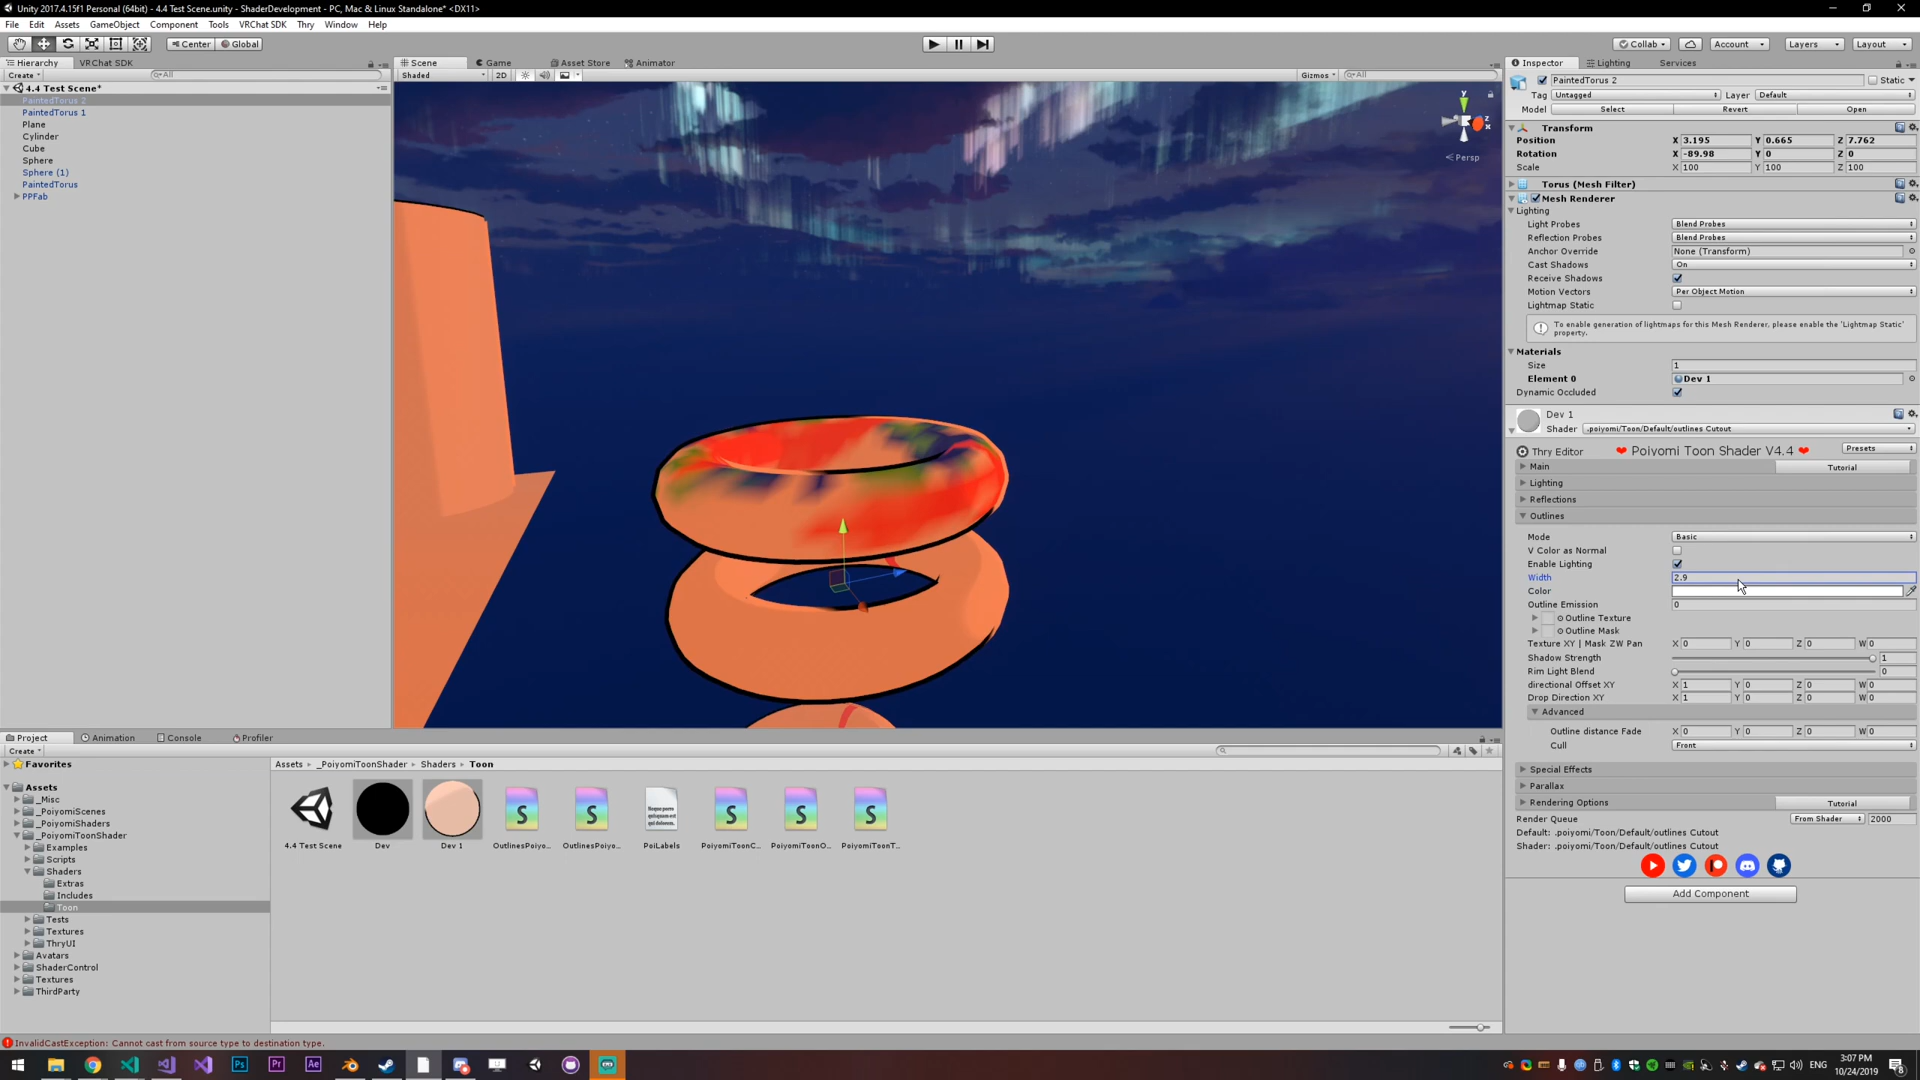 Unity 2017.4.15f1 Personal (64bit) - 4.4 Test Scene.unity - ShaderDevelopment - PC, Mac & Linux Standalone* <DX11>
File Edit Assets GameObject Component Tools VRChat SDK Thry Window Help
Center Global Collab Account Layers Layout
Hierarchy VRChat SDK
Create All
4.4 Test Scene*
PaintedTorus 2
PaintedTorus 1
Plane
Cylinder
Cube
Sphere
Sphere (1)
PaintedTorus
PPFab
Scene Game Asset Store Animator
Shaded 2D Gizmos All
y
z
Persp
Inspector Lighting Services
PaintedTorus 2 Static
Tag Untagged Layer Default
Model Select Revert Open
Transform
Position X 3.195 Y 0.665 Z 7.762
Rotation X -89.98 Y 0 Z 0
Scale X 100 Y 100 Z 100
Torus (Mesh Filter)
Mesh Renderer
Lighting
Light Probes Blend Probes
Reflection Probes Blend Probes
Anchor Override None (Transform)
Cast Shadows On
Receive Shadows
Motion Vectors Per Object Motion
Lightmap Static
To enable generation of lightmaps for this Mesh Renderer, please enable the 'Lightmap Static'
property.
Materials
Size 1
Element 0 Dev 1
Dynamic Occluded
Dev 1
Shader .poiyomi/Toon/Default/outlines Cutout
Thry Editor ❤ Poiyomi Toon Shader V4.4 ❤ Presets
Main Tutorial
Lighting
Reflections
Outlines
Mode Basic
V Color as Normal
Enable Lighting
Width 2.9
Color
Outline Emission 0
Outline Texture
Outline Mask
Texture XY | Mask ZW Pan X 0 Y 0 Z 0 W 0
Shadow Strength 1
Rim Light Blend 0
directional Offset XY X 1 Y 0 Z 0 W 0
Drop Direction XY X 1 Y 0 Z 0 W 0
Advanced
Outline distance Fade X 0 Y 0 Z 0 W 0
Cull Front
Special Effects
Parallax
Rendering Options Tutorial
Render Queue From Shader 2000
Default: .poiyomi/Toon/Default/outlines Cutout
Shader: .poiyomi/Toon/Default/outlines Cutout
Add Component
Project Animation Console Profiler
Create
Favorites
Assets
_Misc
_PoiyomiScenes
_PoiyomiShaders
_PoiyomiToonShader
Examples
Scripts
Shaders
Extras
Includes
Toon
Tests
Textures
ThryUI
Avatars
ShaderControl
Textures
ThirdParty
Assets _PoiyomiToonShader Shaders Toon
4.4 Test Scene Dev Dev 1 OutlinesPoiyo... OutlinesPoiyo... PoiLabels PoiyomiToonC... PoiyomiToonO... PoiyomiToonT...
InvalidCastException: Cannot cast from source type to destination type.
Ps Pr Ae
ENG
3:07 PM
10/24/2019